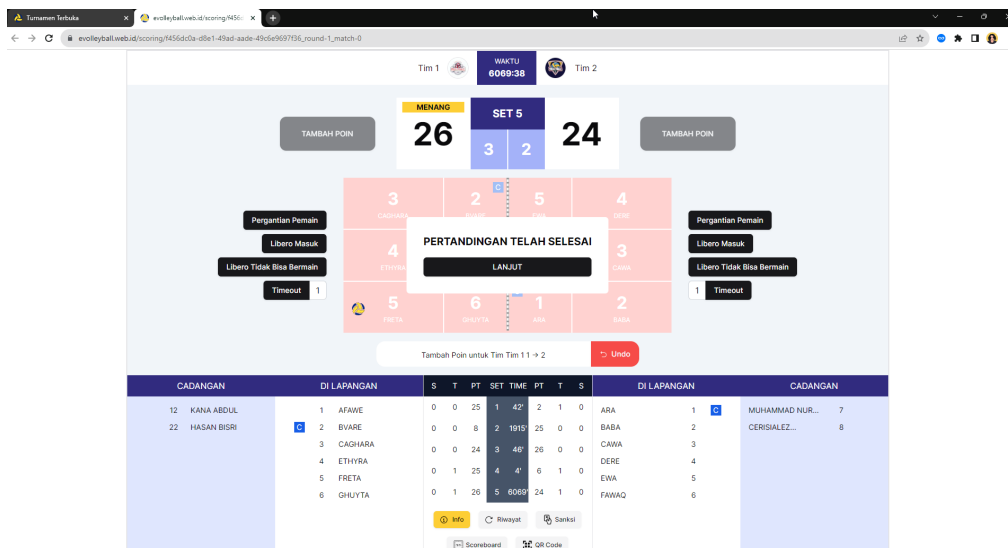 Turnamen Terbuka
evolleyball.web.id/scoring/f456
evolleyball.web.id/scoring/f456dc0a-d8e1-49ad-aade-49c6e9697f36_round-1_match-0
Tim 1
WAKTU
6069:38
Tim 2
TAMBAH POIN
MENANG
26
SET 5
3 2
24
TAMBAH POIN
C
3 2 5 4
CAGHARA BVARE EWA DERE
Pergantian Pemain
Libero Masuk
Libero Tidak Bisa Bermain
Timeout 1
PERTANDINGAN TELAH SELESAI
LANJUT
4 3
ETHYRA CAWA
5 6 1 2
FRETA GHUYTA ARA BABA
Pergantian Pemain
Libero Masuk
Libero Tidak Bisa Bermain
1 Timeout
Tambah Poin untuk Tim Tim 1 1 → 2
Undo
CADANGAN DI LAPANGAN S T PT SET TIME PT T S DI LAPANGAN CADANGAN
12 KANA ABDUL
22 HASAN BISRI
1 AFAWE
C 2 BVARE
3 CAGHARA
4 ETHYRA
5 FRETA
6 GHUYTA
0 0 25 1 42' 2 1 0
0 0 8 2 1915' 25 0 0
0 0 24 3 46' 26 0 0
0 1 25 4 4' 6 1 0
0 1 26 5 6069' 24 1 0
ARA 1 C
BABA 2
CAWA 3
DERE 4
EWA 5
FAWAQ 6
MUHAMMAD NUR... 7
CERISIALEZ... 8
Info Riwayat Sanksi
Scoreboard QR Code